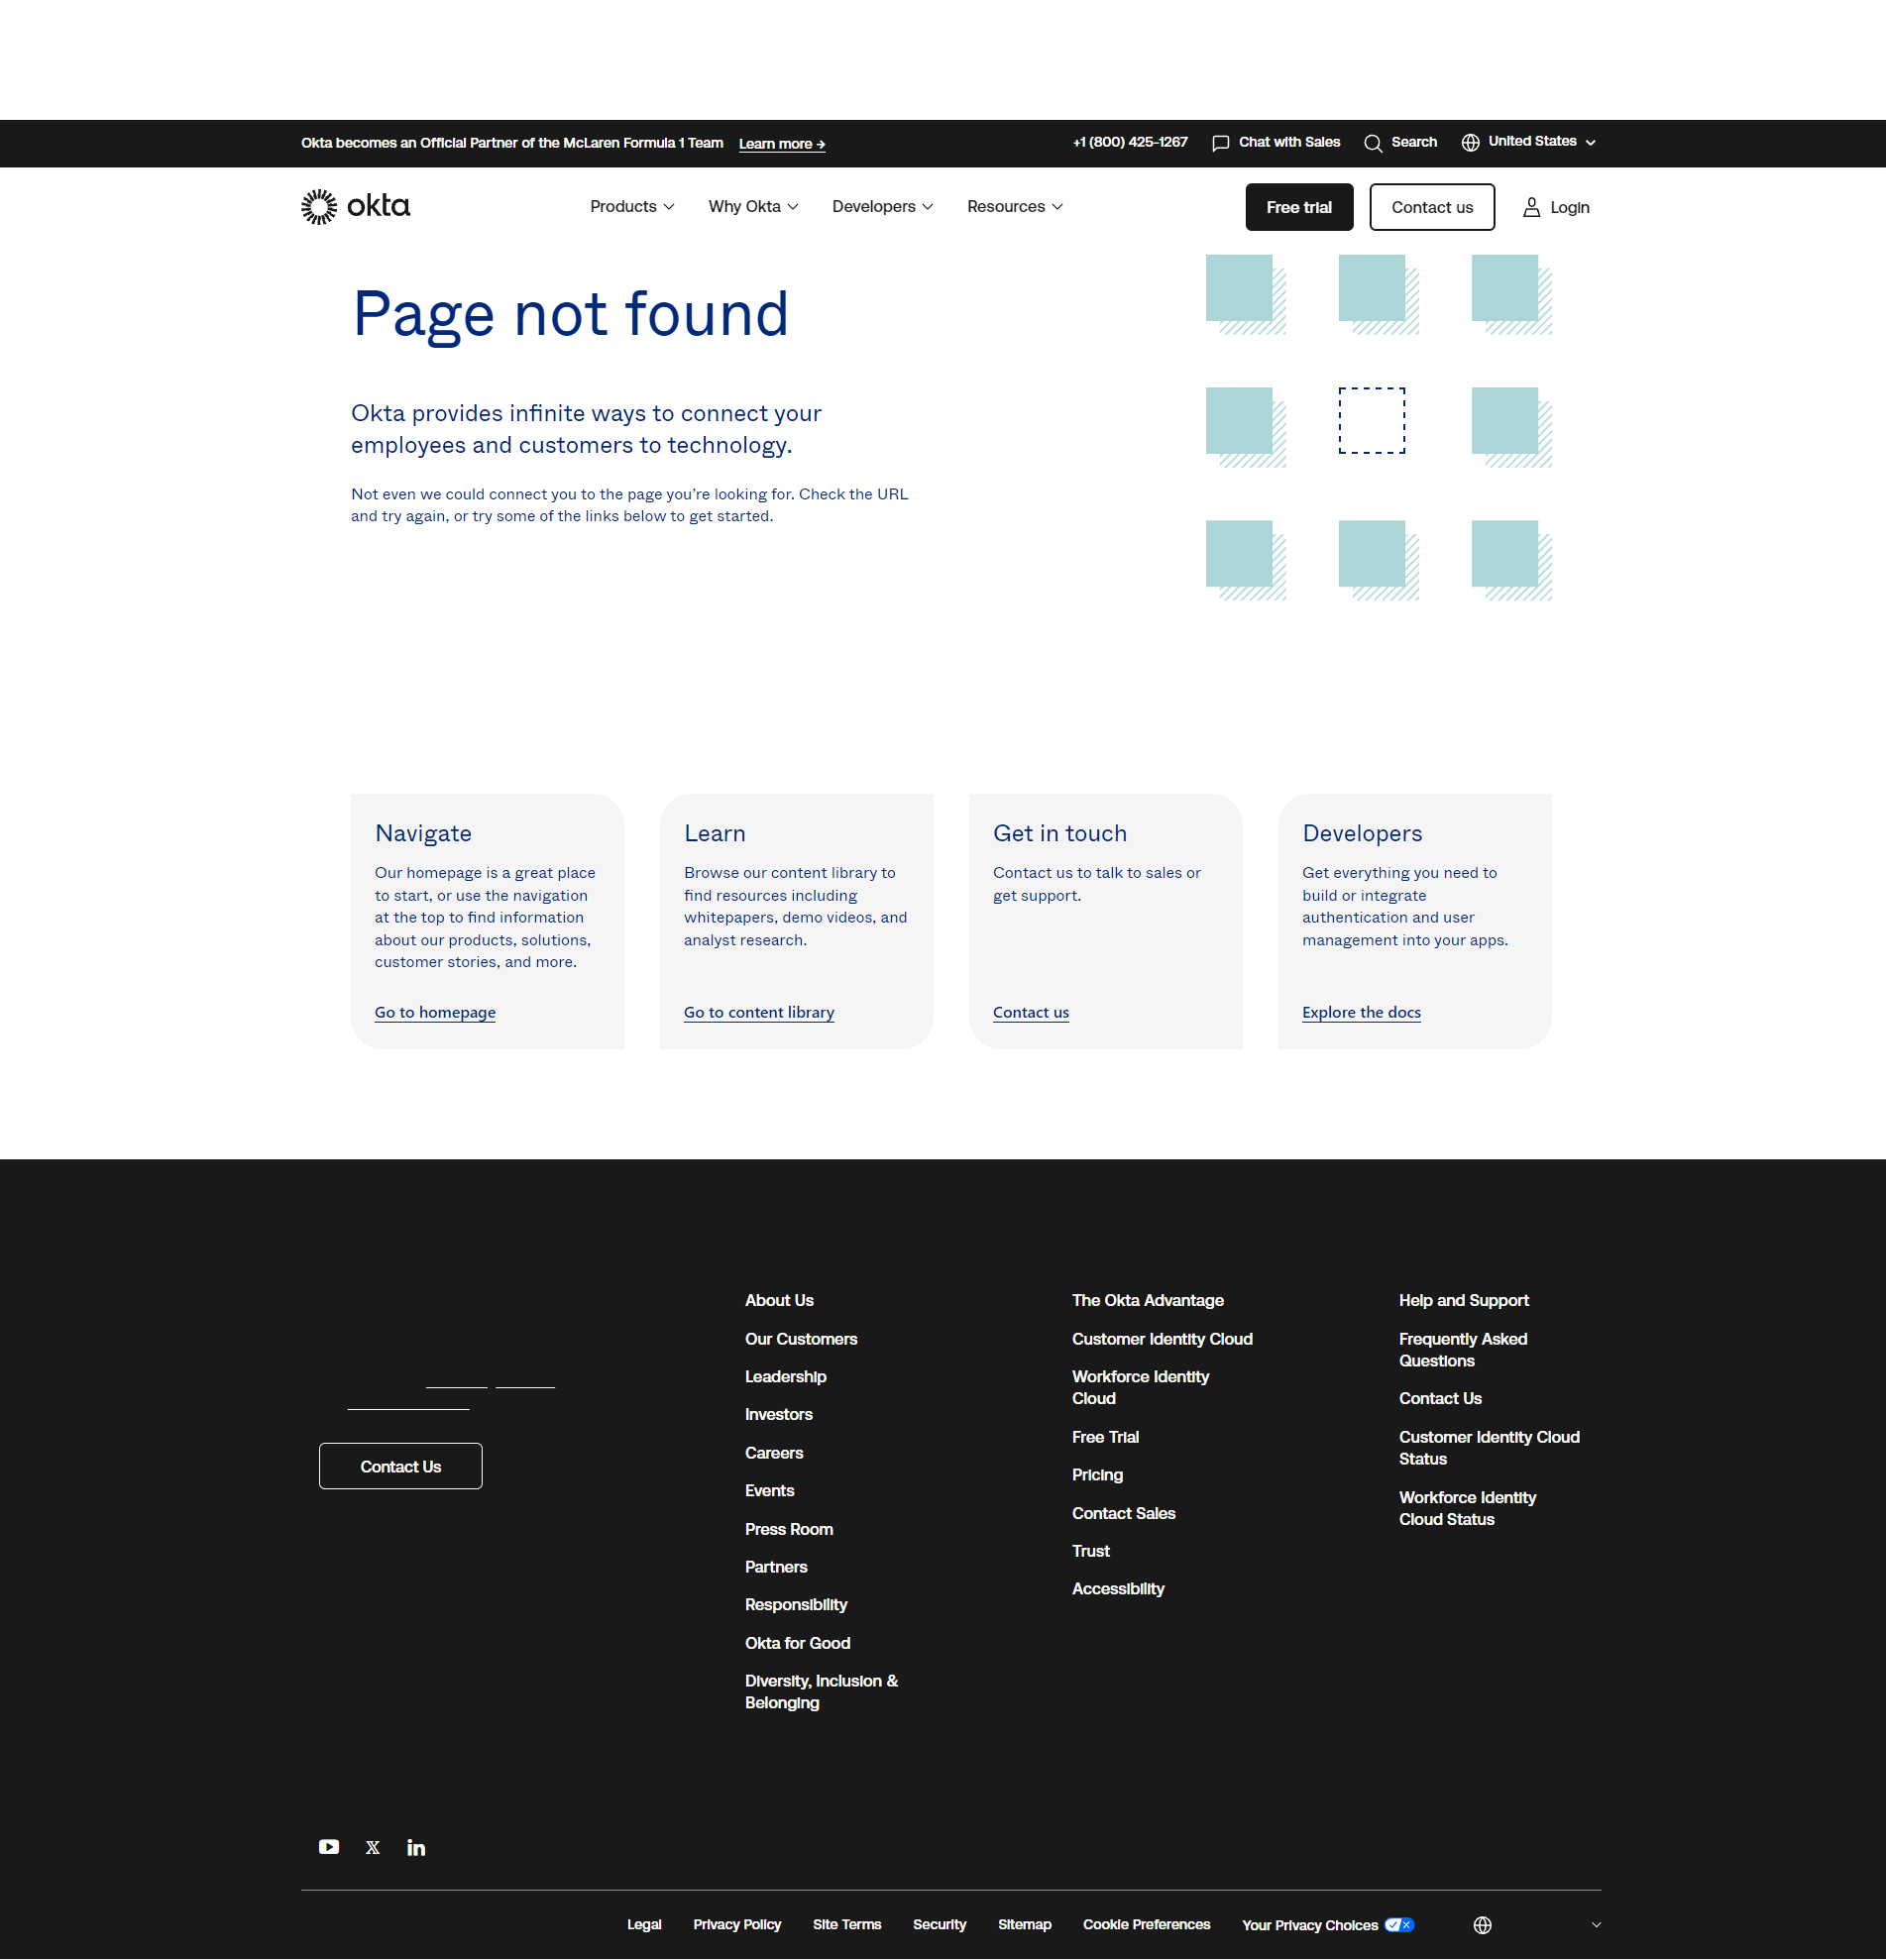 Okta becomes an Official Partner of the McLaren Formula 1 Team Learn more →
+1 (800) 425-1267 Chat with Sales Search United States
okta Products Why Okta Developers Resources Free trial Contact us Login
Page not found
Okta provides infinite ways to connect your
employees and customers to technology.
Not even we could connect you to the page you’re looking for. Check the URL
and try again, or try some of the links below to get started.
Navigate
Our homepage is a great place
to start, or use the navigation
at the top to find information
about our products, solutions,
customer stories, and more.
Go to homepage
Learn
Browse our content library to
find resources including
whitepapers, demo videos, and
analyst research.
Go to content library
Get in touch
Contact us to talk to sales or
get support.
Contact us
Developers
Get everything you need to
build or integrate
authentication and user
management into your apps.
Explore the docs
Contact Us
About Us
Our Customers
Leadership
Investors
Careers
Events
Press Room
Partners
Responsibility
Okta for Good
Diversity, Inclusion &
Belonging
The Okta Advantage
Customer Identity Cloud
Workforce Identity
Cloud
Free Trial
Pricing
Contact Sales
Trust
Accessibility
Help and Support
Frequently Asked
Questions
Contact Us
Customer Identity Cloud
Status
Workforce Identity
Cloud Status
Legal Privacy Policy Site Terms Security Sitemap Cookie Preferences Your Privacy Choices